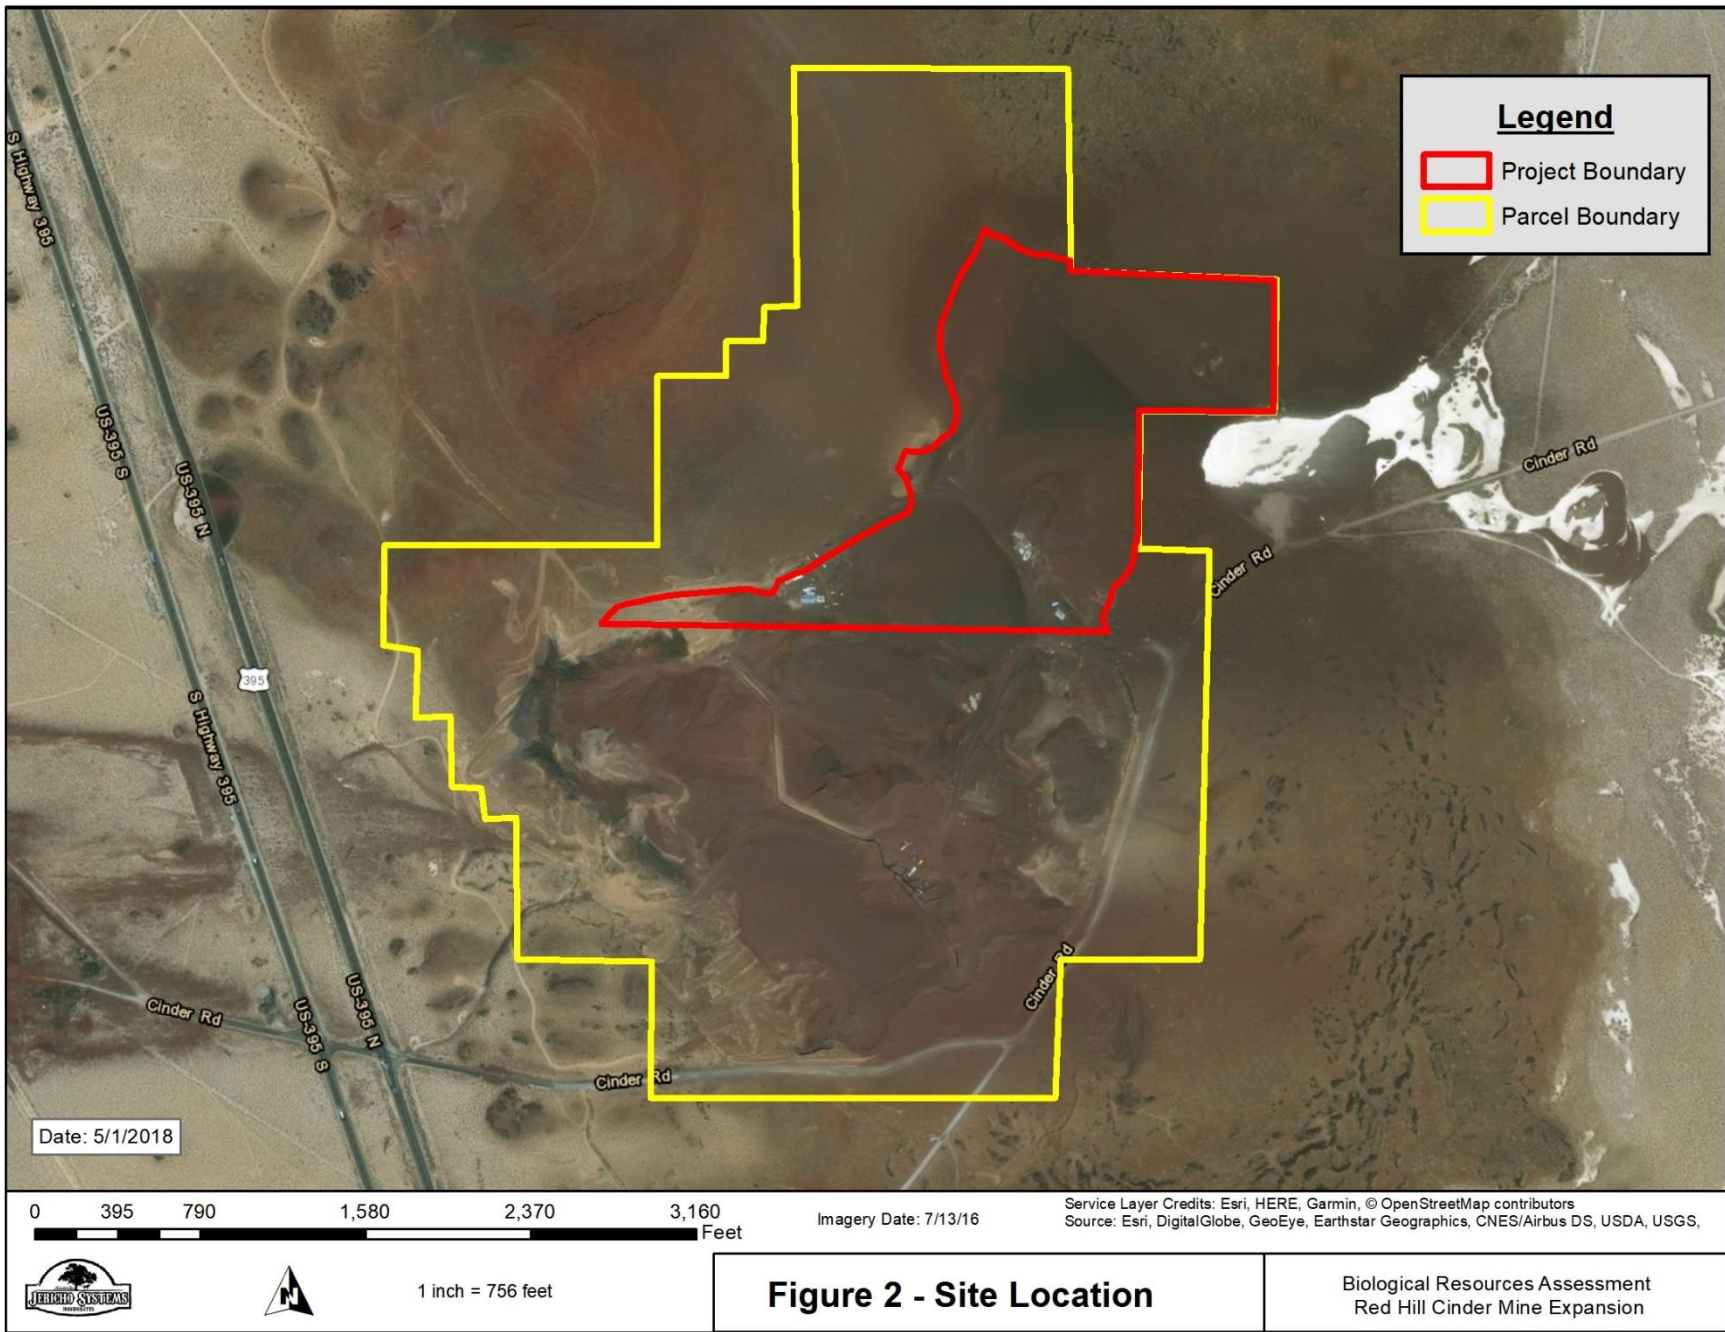 Legend
Project Boundary
Parcel Boundary
S Highway 395
US-395 S
US-395 N
395
S Highway 395
Cinder Rd
Cinder Rd
Cinder Rd
US-395 N
US-395 S
Cinder Rd
Cinder Rd
Date: 5/1/2018
0 395 790 1,580 2,370 3,160
Feet
Imagery Date: 7/13/16
Service Layer Credits: Esri, HERE, Garmin, © OpenStreetMap contributors
Source: Esri, DigitalGlobe, GeoEye, Earthstar Geographics, CNES/Airbus DS, USDA, USGS,
JERICHO SYSTEMS
N
1 inch = 756 feet
Figure 2 - Site Location
Biological Resources Assessment
Red Hill Cinder Mine Expansion